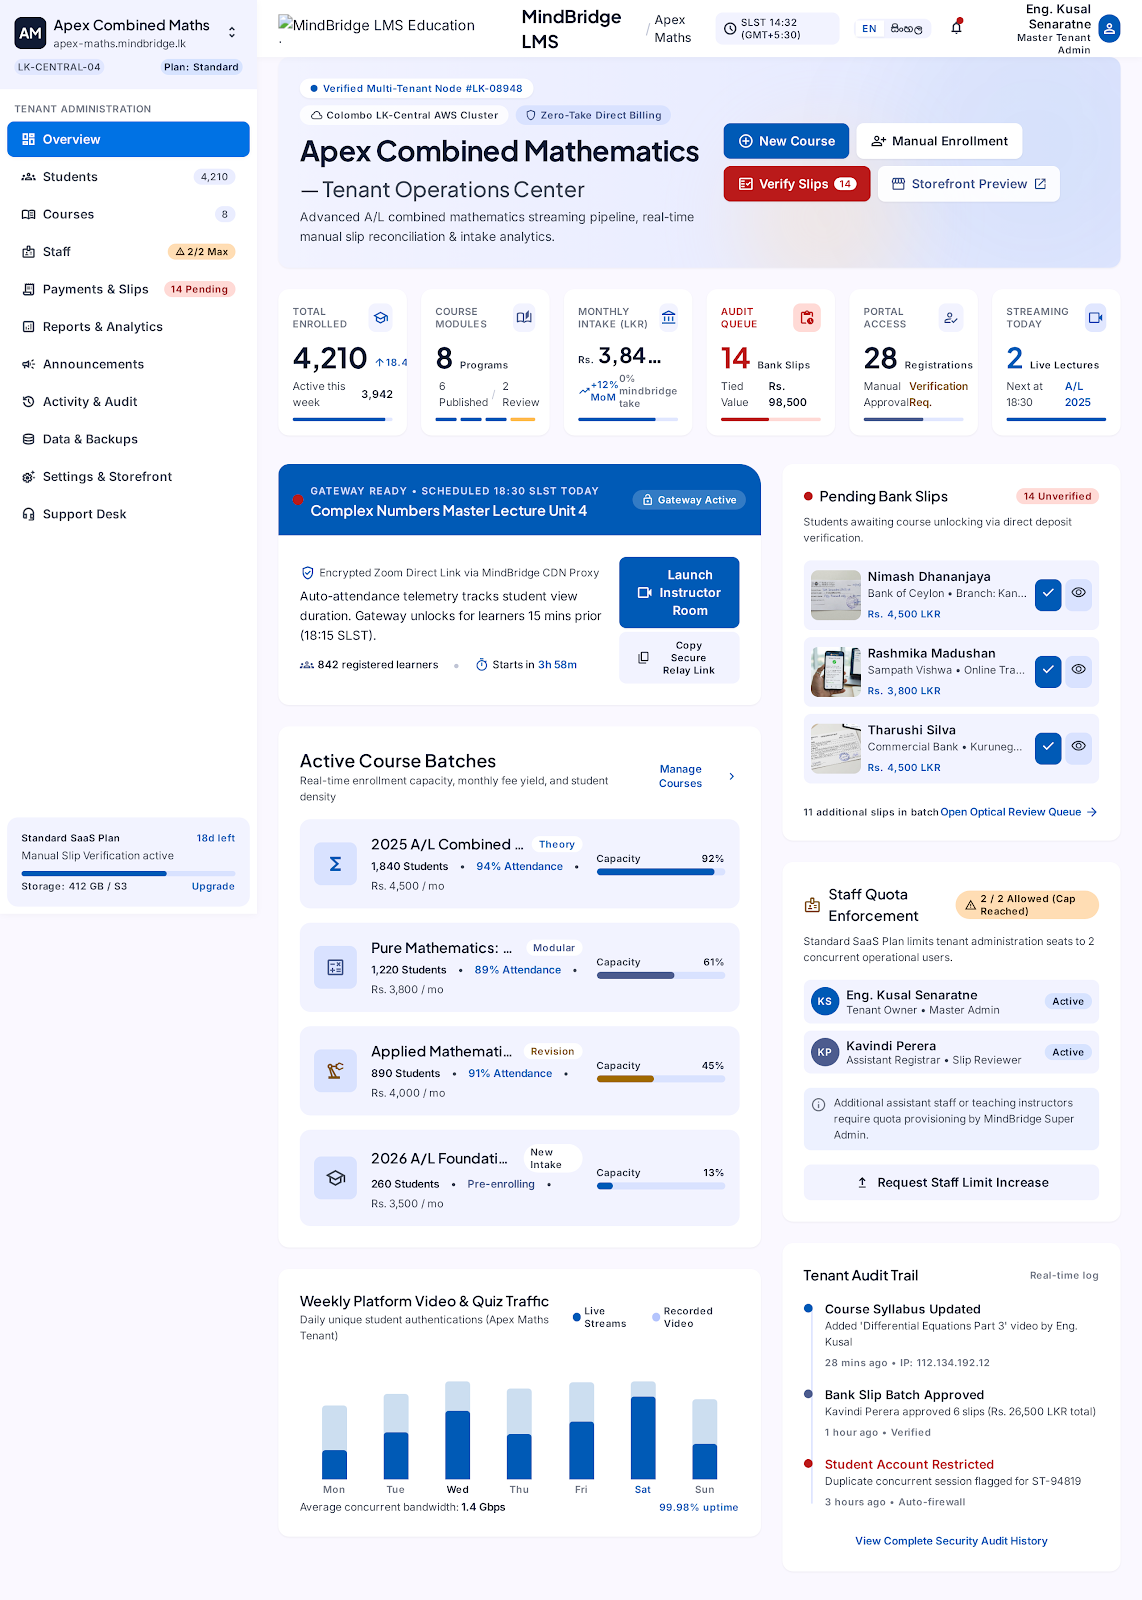 AM
Apex Combined Maths
apex-maths.mindbridge.lk
LK-CENTRAL-04
Plan: Standard
TENANT ADMINISTRATION
Overview
Students 4,210
Courses 8
Staff 2/2 Max
Payments & Slips 14 Pending
Reports & Analytics
Announcements
Activity & Audit
Data & Backups
Settings & Storefront
Support Desk
Standard SaaS Plan 18d left
Manual Slip Verification active
Storage: 412 GB / S3 Upgrade
MindBridge LMS Education
MindBridge
LMS
/
Apex
Maths
SLST 14:32
(GMT+5:30)
EN සිංහල
Eng. Kusal
Senaratne
Master Tenant
Admin
Verified Multi-Tenant Node #LK-08948
Colombo LK-Central AWS Cluster
Zero-Take Direct Billing
Apex Combined Mathematics
— Tenant Operations Center
Advanced A/L combined mathematics streaming pipeline, real-time
manual slip reconciliation & intake analytics.
New Course
Manual Enrollment
Verify Slips 14
Storefront Preview
TOTAL
ENROLLED
4,210 18.4
Active this
week
3,942
COURSE
MODULES
8 Programs
6
Published
/
2
Review
MONTHLY
INTAKE (LKR)
Rs. 3,84...
+12%
MoM
0%
mindbridge
take
AUDIT
QUEUE
14 Bank Slips
Tied
Value
Rs.
98,500
PORTAL
ACCESS
28 Registrations
Manual
Approval
Verification
Req.
STREAMING
TODAY
2 Live Lectures
Next at
18:30
A/L
2025
GATEWAY READY • SCHEDULED 18:30 SLST TODAY
Complex Numbers Master Lecture Unit 4
Gateway Active
Encrypted Zoom Direct Link via MindBridge CDN Proxy
Auto-attendance telemetry tracks student view
duration. Gateway unlocks for learners 15 mins prior
(18:15 SLST).
842 registered learners • Starts in 3h 58m
Launch
Instructor
Room
Copy
Secure
Relay Link
Active Course Batches
Real-time enrollment capacity, monthly fee yield, and student
density
Manage
Courses
Σ
2025 A/L Combined ... Theory
1,840 Students • 94% Attendance •
Rs. 4,500 / mo
Capacity 92%
Pure Mathematics: ... Modular
1,220 Students • 89% Attendance •
Rs. 3,800 / mo
Capacity 61%
Applied Mathemati... Revision
890 Students • 91% Attendance •
Rs. 4,000 / mo
Capacity 45%
2026 A/L Foundati... New
Intake
260 Students • Pre-enrolling •
Rs. 3,500 / mo
Capacity 13%
Weekly Platform Video & Quiz Traffic
Daily unique student authentications (Apex Maths
Tenant)
Live
Streams
Recorded
Video
Mon Tue Wed Thu Fri Sat Sun
Average concurrent bandwidth: 1.4 Gbps 99.98% uptime
Pending Bank Slips 14 Unverified
Students awaiting course unlocking via direct deposit
verification.
Nimash Dhananjaya
Bank of Ceylon • Branch: Kan...
Rs. 4,500 LKR
Rashmika Madushan
Sampath Vishwa • Online Tra...
Rs. 3,800 LKR
Tharushi Silva
Commercial Bank • Kuruneg...
Rs. 4,500 LKR
11 additional slips in batch Open Optical Review Queue
Staff Quota
Enforcement
2 / 2 Allowed (Cap
Reached)
Standard SaaS Plan limits tenant administration seats to 2
concurrent operational users.
KS
Eng. Kusal Senaratne
Tenant Owner • Master Admin
Active
KP
Kavindi Perera
Assistant Registrar • Slip Reviewer
Active
Additional assistant staff or teaching instructors
require quota provisioning by MindBridge Super
Admin.
Request Staff Limit Increase
Tenant Audit Trail Real-time log
Course Syllabus Updated
Added 'Differential Equations Part 3' video by Eng.
Kusal
28 mins ago • IP: 112.134.192.12
Bank Slip Batch Approved
Kavindi Perera approved 6 slips (Rs. 26,500 LKR total)
1 hour ago • Verified
Student Account Restricted
Duplicate concurrent session flagged for ST-94819
3 hours ago • Auto-firewall
View Complete Security Audit History